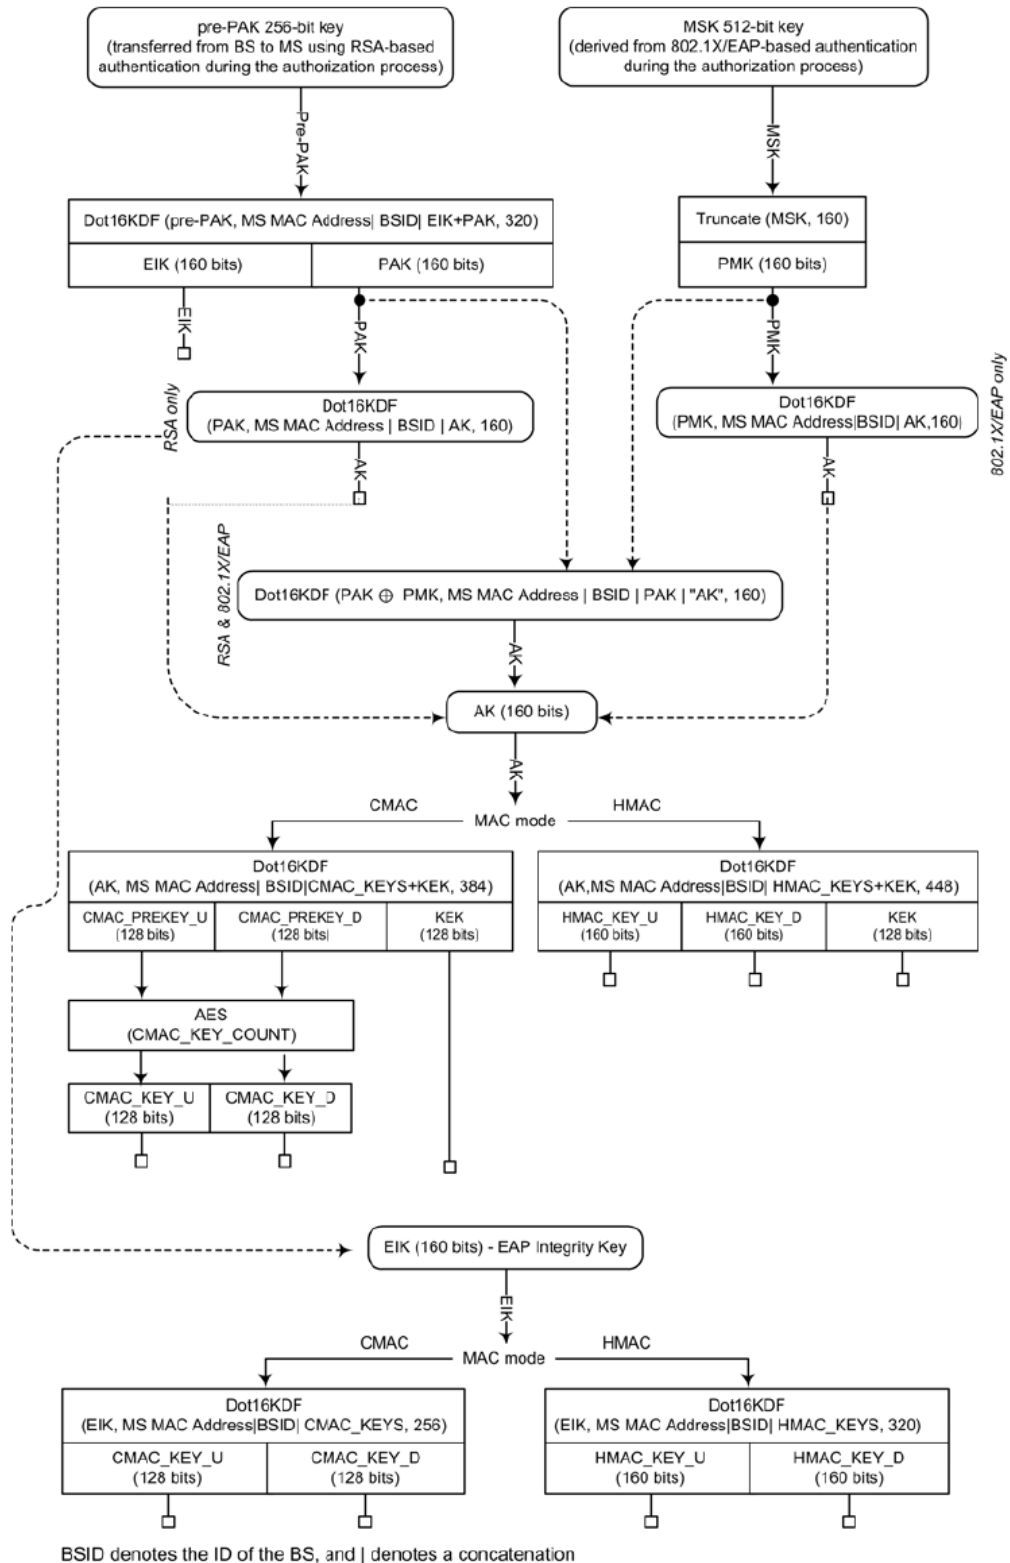 pre-PAK 256-bit key
(transferred from BS to MS using RSA-based
authentication during the authorization process)
MSK 512-bit key
(derived from 802.1X/EAP-based authentication
during the authorization process)
Pre-PAK
MSK
Dot16KDF (pre-PAK, MS MAC Address| BSID| EIK+PAK, 320)
EIK (160 bits)
PAK (160 bits)
Truncate (MSK, 160)
PMK (160 bits)
EIK
PAK
PMK
RSA only
Dot16KDF
(PAK, MS MAC Address | BSID | AK, 160)
Dot16KDF
(PMK, MS MAC Address|BSID| AK,160)
802.1X/EAP only
AK
AK
RSA & 802.1X/EAP
Dot16KDF (PAK ⊕ PMK, MS MAC Address | BSID | PAK | "AK", 160)
AK
AK (160 bits)
AK
CMAC
MAC mode
HMAC
Dot16KDF
(AK, MS MAC Address| BSID|CMAC_KEYS+KEK, 384)
CMAC_PREKEY_U
(128 bits)
CMAC_PREKEY_D
(128 bits)
KEK
(128 bits)
Dot16KDF
(AK,MS MAC Address|BSID| HMAC_KEYS+KEK, 448)
HMAC_KEY_U
(160 bits)
HMAC_KEY_D
(160 bits)
KEK
(128 bits)
AES
(CMAC_KEY_COUNT)
CMAC_KEY_U
(128 bits)
CMAC_KEY_D
(128 bits)
EIK (160 bits) - EAP Integrity Key
EIK
CMAC
MAC mode
HMAC
Dot16KDF
(EIK, MS MAC Address|BSID| CMAC_KEYS, 256)
CMAC_KEY_U
(128 bits)
CMAC_KEY_D
(128 bits)
Dot16KDF
(EIK, MS MAC Address|BSID| HMAC_KEYS, 320)
HMAC_KEY_U
(160 bits)
HMAC_KEY_D
(160 bits)
BSID denotes the ID of the BS, and | denotes a concatenation